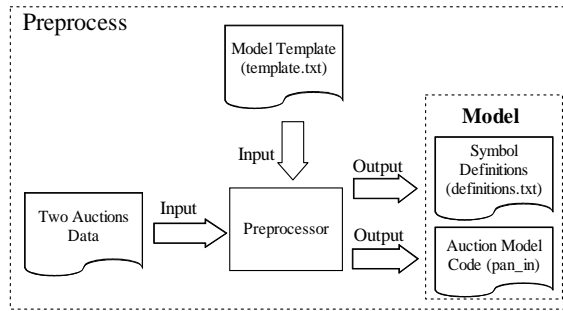 Preprocess
Model Template
(template.txt)
Input
Model
Symbol
Definitions
(definitions.txt)
Output
Two Auctions
Data
Input
Preprocessor
Output
Auction Model
Code (pan_in)